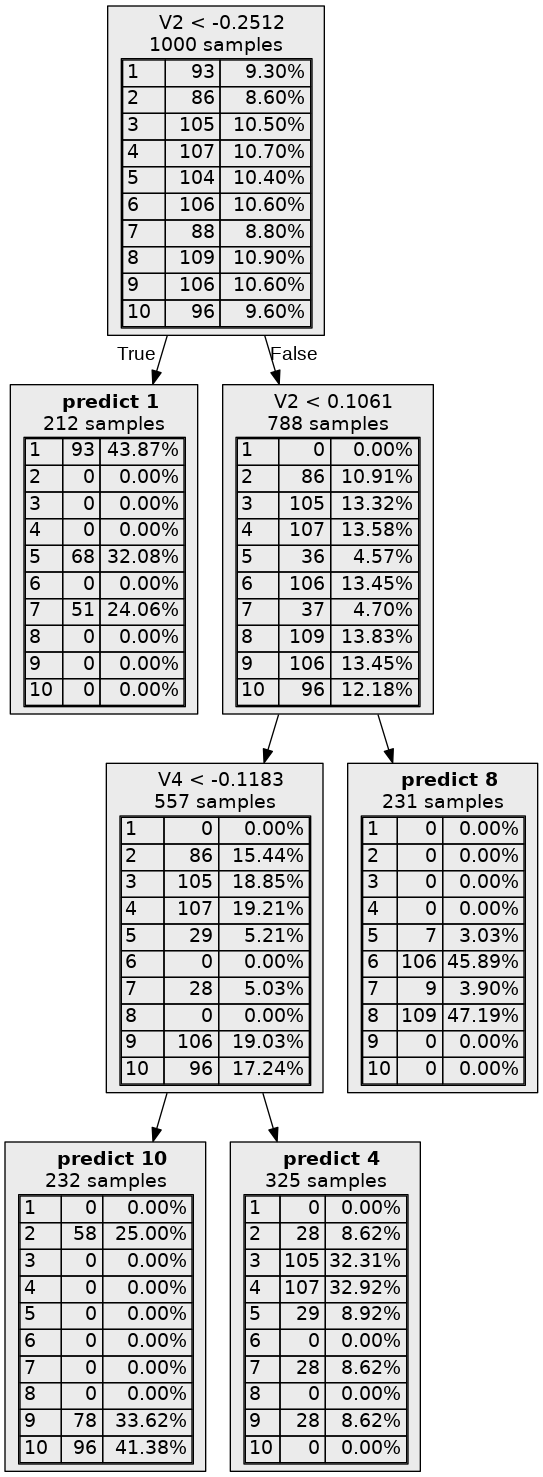 V2 < -0.2512
1000 samples
1 93 9.30%
2 86 8.60%
3 105 10.50%
4 107 10.70%
5 104 10.40%
6 106 10.60%
7 88 8.80%
8 109 10.90%
9 106 10.60%
10 96 9.60%
True
False
predict 1
212 samples
1 93 43.87%
2 0 0.00%
3 0 0.00%
4 0 0.00%
5 68 32.08%
6 0 0.00%
7 51 24.06%
8 0 0.00%
9 0 0.00%
10 0 0.00%
V2 < 0.1061
788 samples
1 0 0.00%
2 86 10.91%
3 105 13.32%
4 107 13.58%
5 36 4.57%
6 106 13.45%
7 37 4.70%
8 109 13.83%
9 106 13.45%
10 96 12.18%
V4 < -0.1183
557 samples
1 0 0.00%
2 86 15.44%
3 105 18.85%
4 107 19.21%
5 29 5.21%
6 0 0.00%
7 28 5.03%
8 0 0.00%
9 106 19.03%
10 96 17.24%
predict 8
231 samples
1 0 0.00%
2 0 0.00%
3 0 0.00%
4 0 0.00%
5 7 3.03%
6 106 45.89%
7 9 3.90%
8 109 47.19%
9 0 0.00%
10 0 0.00%
predict 10
232 samples
1 0 0.00%
2 58 25.00%
3 0 0.00%
4 0 0.00%
5 0 0.00%
6 0 0.00%
7 0 0.00%
8 0 0.00%
9 78 33.62%
10 96 41.38%
predict 4
325 samples
1 0 0.00%
2 28 8.62%
3 105 32.31%
4 107 32.92%
5 29 8.92%
6 0 0.00%
7 28 8.62%
8 0 0.00%
9 28 8.62%
10 0 0.00%